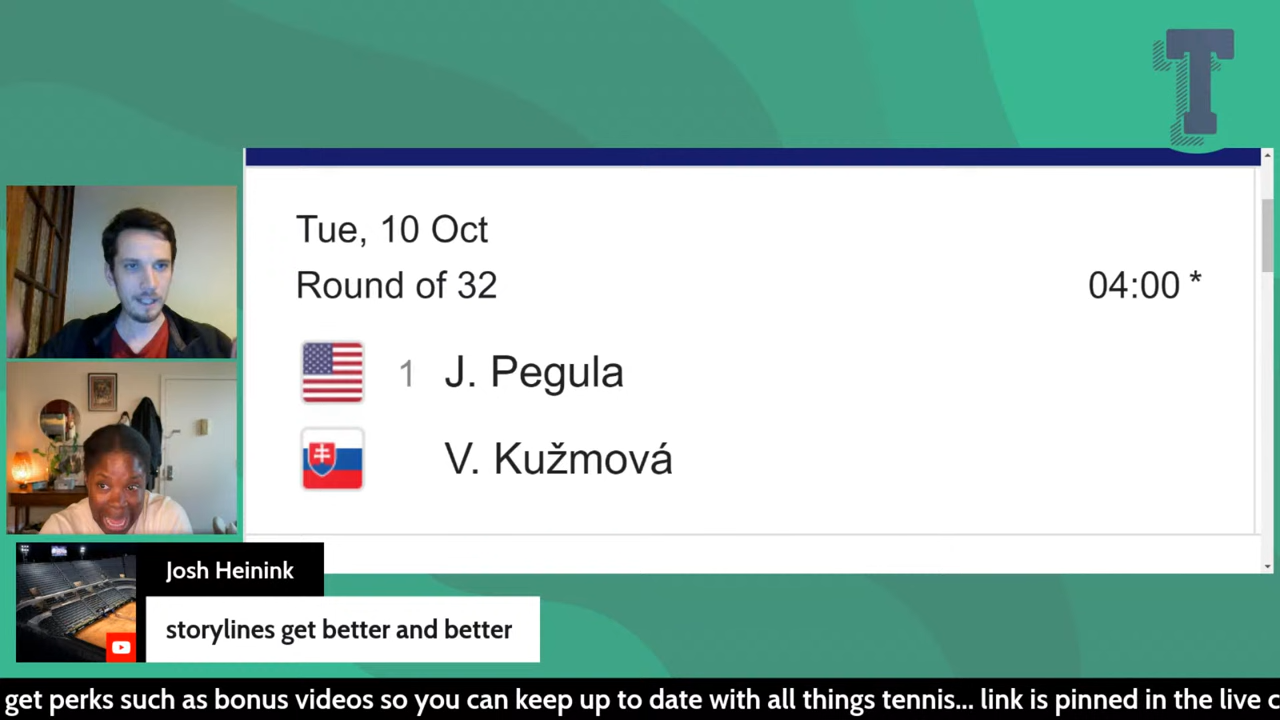 T
Tue, 10 Oct
Round of 32
04:00 *
1 J. Pegula
V. Kužmová
Josh Heinink
storylines get better and better
get perks such as bonus videos so you can keep up to date with all things tennis... link is pinned in the live c